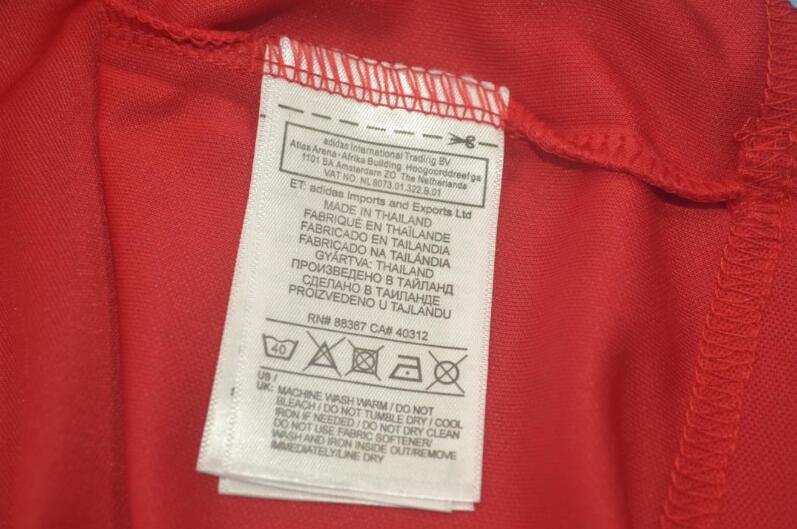 adidas International Trading BV
Atlas Arena - Afrika Building Hoogoorddreef 9a
1101 BA Amsterdam ZO The Netherlands
VAT NO. NL 8073.01.322.B.01
ET: adidas Imports and Exports Ltd
MADE IN THAILAND
FABRIQUÉ EN THAÏLANDE
FABRICADO EN TAILANDIA
FABRICADO NA TAILÂNDIA
GYÁRTVA: THAILAND
ПРОИЗВЕДЕНО В ТАЙЛАНД
СДЕЛАНО В ТАИЛАНДЕ
PROIZVEDENO U TAJLANDU
RN# 88387 CA# 40312
40
US /
UK: MACHINE WASH WARM / DO NOT
BLEACH / DO NOT TUMBLE DRY / COOL
IRON IF NEEDED / DO NOT DRY CLEAN
DO NOT USE FABRIC SOFTENER/
WASH AND IRON INSIDE OUT/REMOVE
IMMEDIATELY/LINE DRY